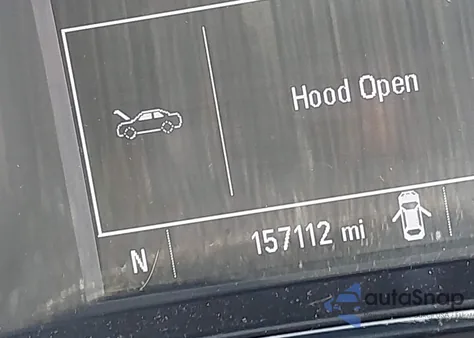 Hood Open
N
157112 mi
autoSnap